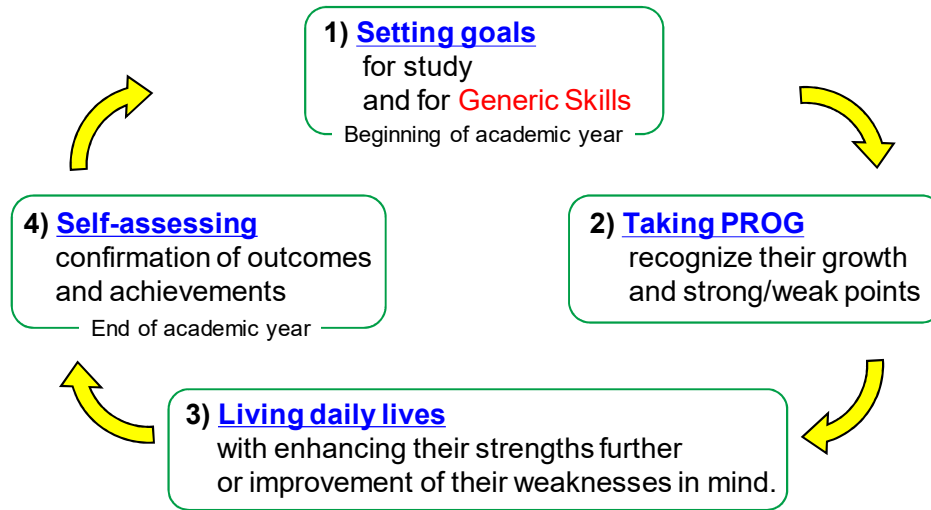 1) Setting goals
for study
and for Generic Skills
Beginning of academic year
2) Taking PROG
recognize their growth
and strong/weak points
3) Living daily lives
with enhancing their strengths further
or improvement of their weaknesses in mind.
4) Self-assessing
confirmation of outcomes
and achievements
End of academic year